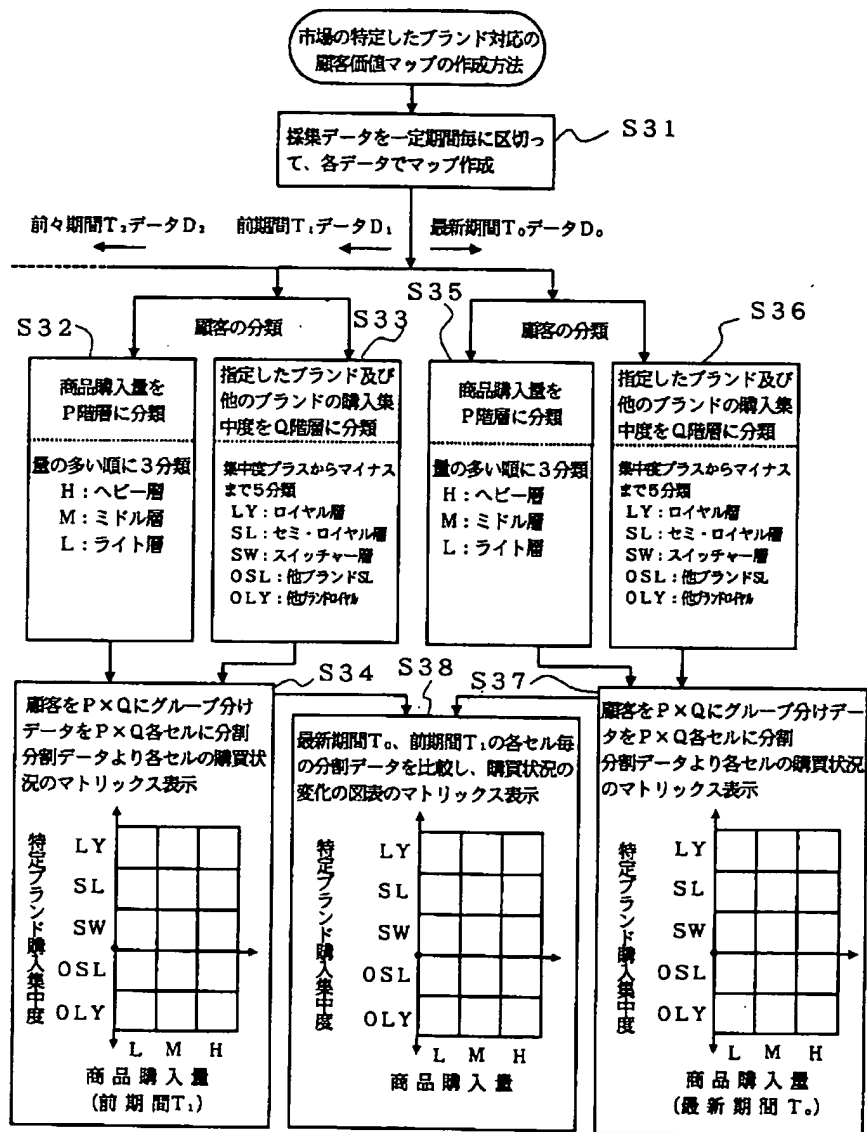 市場の特定したブランド対応の
顧客価値マップの作成方法
S31
採集データを一定期間毎に区切っ
て、各データでマップ作成
前々期間T₂データD₂
前期間T₁データD₁
最新期間T₀データD₀
S32
顧客の分類
S33
S35
顧客の分類
S36
商品購入量を
P階層に分類
量の多い順に3分類
H:ヘビー層
M:ミドル層
L:ライト層
指定したブランド及び
他のブランドの購入集
中度をQ階層に分類
集中度プラスからマイナス
まで5分類
LY:ロイヤル層
SL:セミ・ロイヤル層
SW:スイッチャー層
OSL:他ブランドSL
OLY:他ブランドロイヤル
商品購入量を
P階層に分類
量の多い順に3分類
H:ヘビー層
M:ミドル層
L:ライト層
指定したブランド及び
他のブランドの購入集
中度をQ階層に分類
集中度プラスからマイナス
まで5分類
LY:ロイヤル層
SL:セミ・ロイヤル層
SW:スイッチャー層
OSL:他ブランドSL
OLY:他ブランドロイヤル
S34
顧客をP×Qにグループ分け
データをP×Q各セルに分割
分割データより各セルの購買状
況のマトリックス表示
特定ブランド購入集中度
LY
SL
SW
OSL
OLY
L M H
商品購入量
(前期間T₁)
S38
最新期間T₀、前期間T₁の各セル毎
の分割データを比較し、購買状況の
変化の図表のマトリックス表示
特定ブランド購入集中度
LY
SL
SW
OSL
OLY
L M H
商品購入量
S37
顧客をP×Qにグループ分けデー
タをP×Q各セルに分割
分割データより各セルの購買状況
のマトリックス表示
特定ブランド購入集中度
LY
SL
SW
OSL
OLY
L M H
商品購入量
(最新期間T₀)